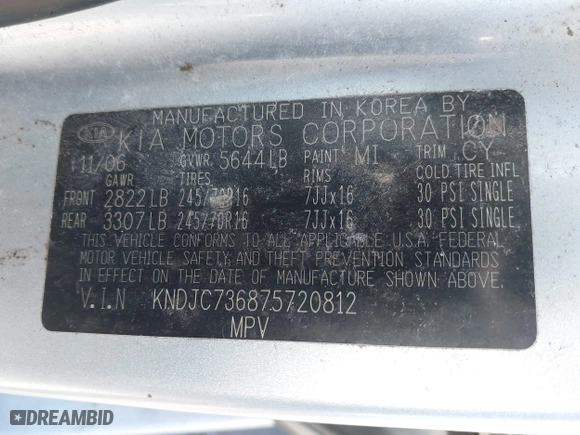 MANUFACTURED IN KOREA BY
KIA KIA MOTORS CORPORATION
11/06 GVWR. 5644LB PAINT MI TRIM CY
GAWR TIRES RIMS COLD TIRE INFL
FRONT 2822LB 245/70R16 7JJx16 30 PSI SINGLE
REAR 3307LB 245/70R16 7JJx16 30 PSI SINGLE
THIS VEHICLE CONFORMS TO ALL APPLICABLE U.S.A. FEDERAL
MOTOR VEHICLE SAFETY AND THEFT PREVENTION STANDARDS
IN EFFECT ON THE DATE OF MANUFACTURE SHOWN ABOVE.
V.I.N KNDJC736875720812
MPV
DREAMBID